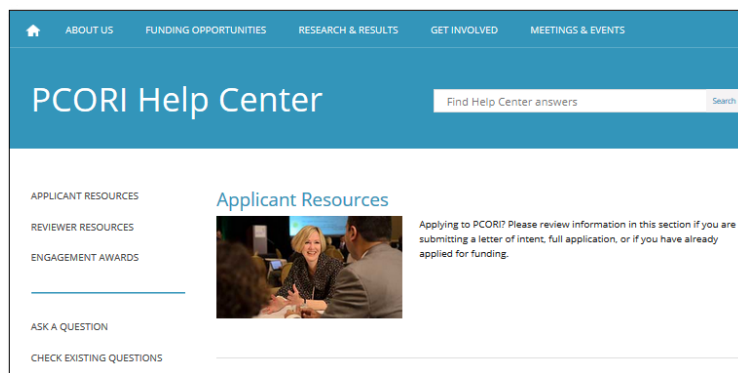 ABOUT US FUNDING OPPORTUNITIES RESEARCH & RESULTS GET INVOLVED MEETINGS & EVENTS
PCORI Help Center
Find Help Center answers Search
APPLICANT RESOURCES
REVIEWER RESOURCES
ENGAGEMENT AWARDS
ASK A QUESTION
CHECK EXISTING QUESTIONS
Applicant Resources
Applying to PCORI? Please review information in this section if you are
submitting a letter of intent, full application, or if you have already
applied for funding.